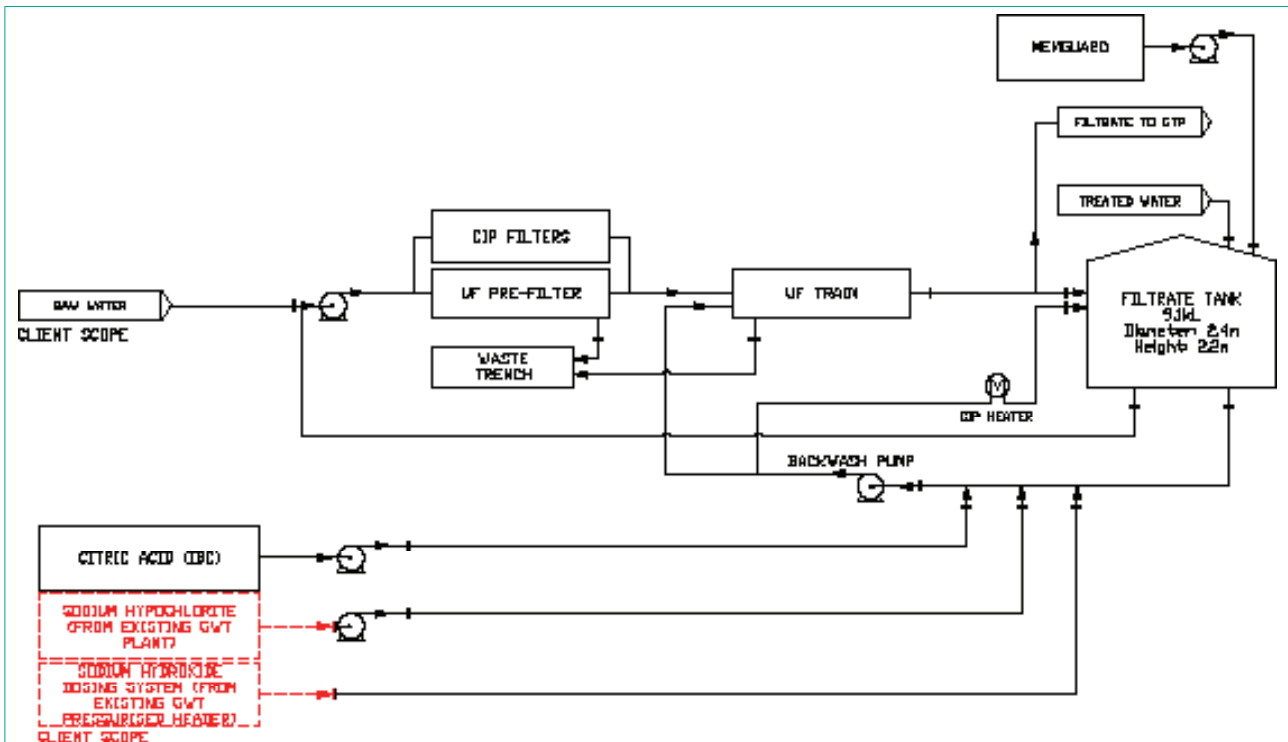 MEMGUARD
FILTRATE TO GTP
TREATED WATER
CIP FILTERS
RAW WATER
UF PRE-FILTER
UF TRAIN
FILTRATE TANK
9.1kL
Diameter: 2.4m
Height: 2.2m
CLIENT SCOPE
WASTE
TRENCH
CIP HEATER
BACKWASH PUMP
CITRIC ACID (IBC)
SODIUM HYPOCHLORITE
(FROM EXISTING GWT
PLANT)
SODIUM HYDROXIDE
DOSING SYSTEM (FROM
EXISTING GWT
PRESSURISED HEADER)
CLIENT SCOPE